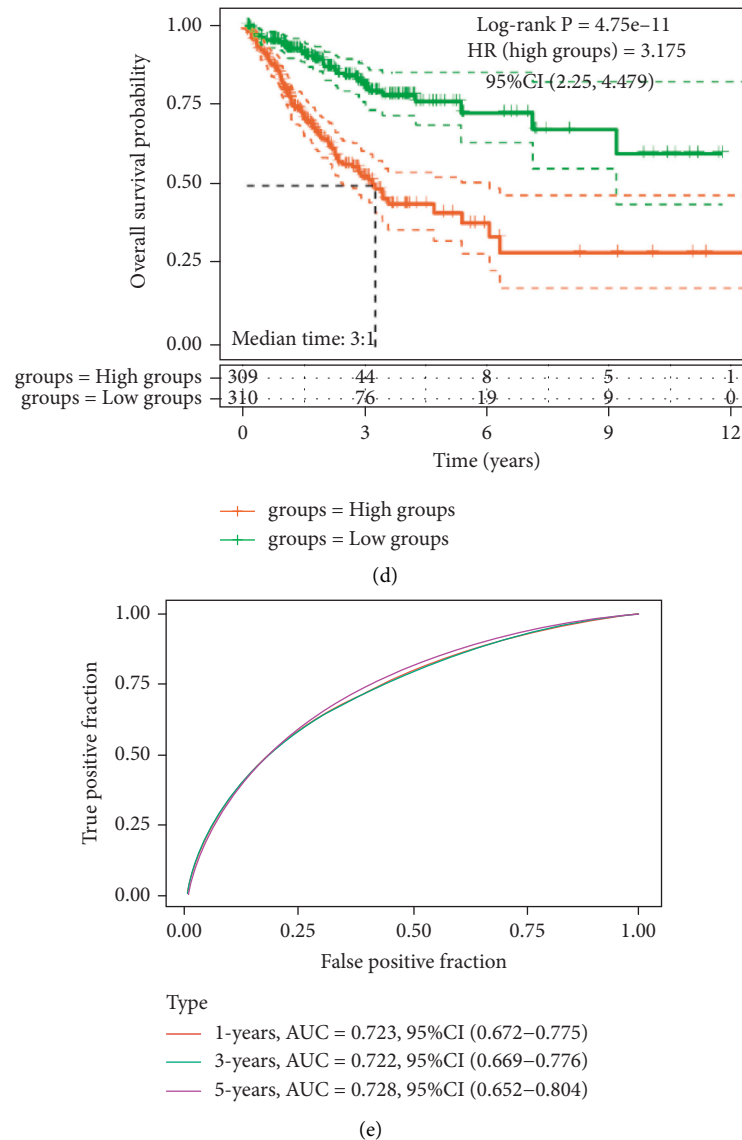 Log-rank P = 4.75e–11
HR (high groups) = 3.175
95%CI (2.25, 4.479)
1.00
0.75
0.50
0.25
0.00
Overall survival probability
Median time: 3:1
groups = High groups 309 44 8 5 1
groups = Low groups 310 76 19 9 0
0 3 6 9 12
Time (years)
groups = High groups
groups = Low groups
(d)
1.00
0.75
0.50
0.25
0.00
True positive fraction
0.00 0.25 0.50 0.75 1.00
False positive fraction
Type
1-years, AUC = 0.723, 95%CI (0.672–0.775)
3-years, AUC = 0.722, 95%CI (0.669–0.776)
5-years, AUC = 0.728, 95%CI (0.652–0.804)
(e)